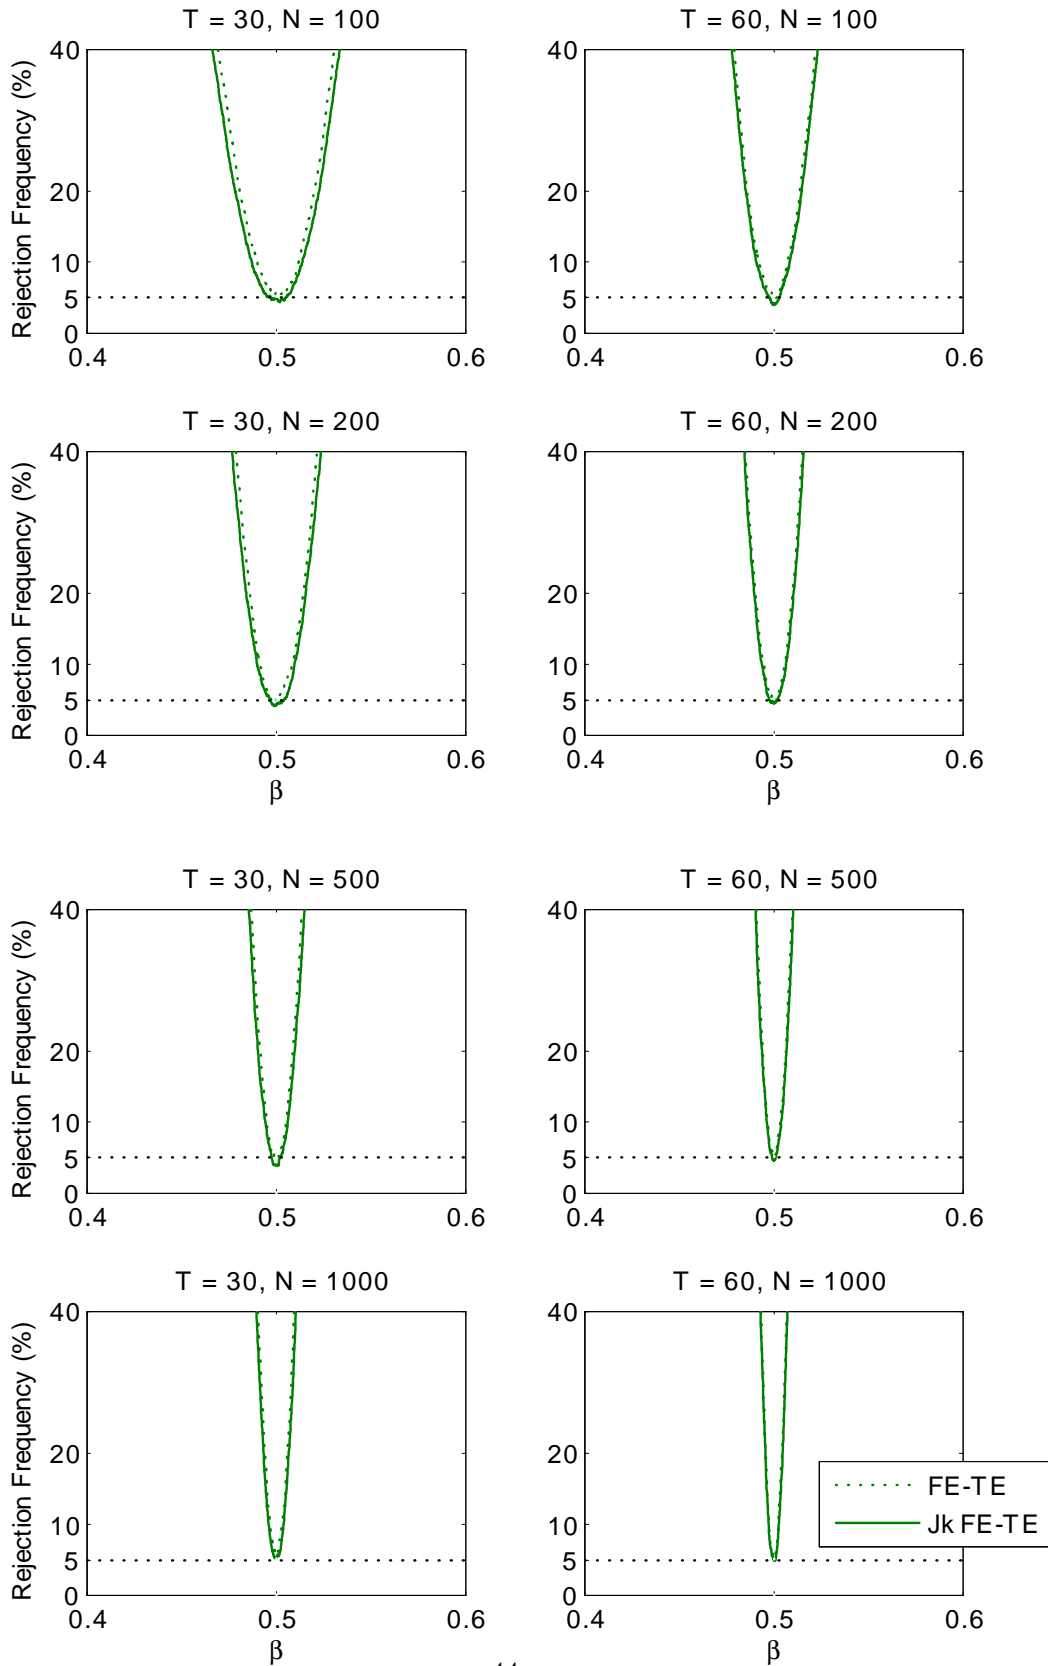 T = 30, N = 100
T = 60, N = 100
Rejection Frequency (%)
40
20
10
5
0
0.4 0.5 0.6
40
20
10
5
0
0.4 0.5 0.6
T = 30, N = 200
T = 60, N = 200
Rejection Frequency (%)
40
20
10
5
0
0.4 0.5 0.6
β
40
20
10
5
0
0.4 0.5 0.6
β
T = 30, N = 500
T = 60, N = 500
Rejection Frequency (%)
40
20
10
5
0
0.4 0.5 0.6
40
20
10
5
0
0.4 0.5 0.6
T = 30, N = 1000
T = 60, N = 1000
Rejection Frequency (%)
40
20
10
5
0
0.4 0.5 0.6
β
40
20
10
5
0
0.4 0.5 0.6
β
FE-TE
Jk FE-TE